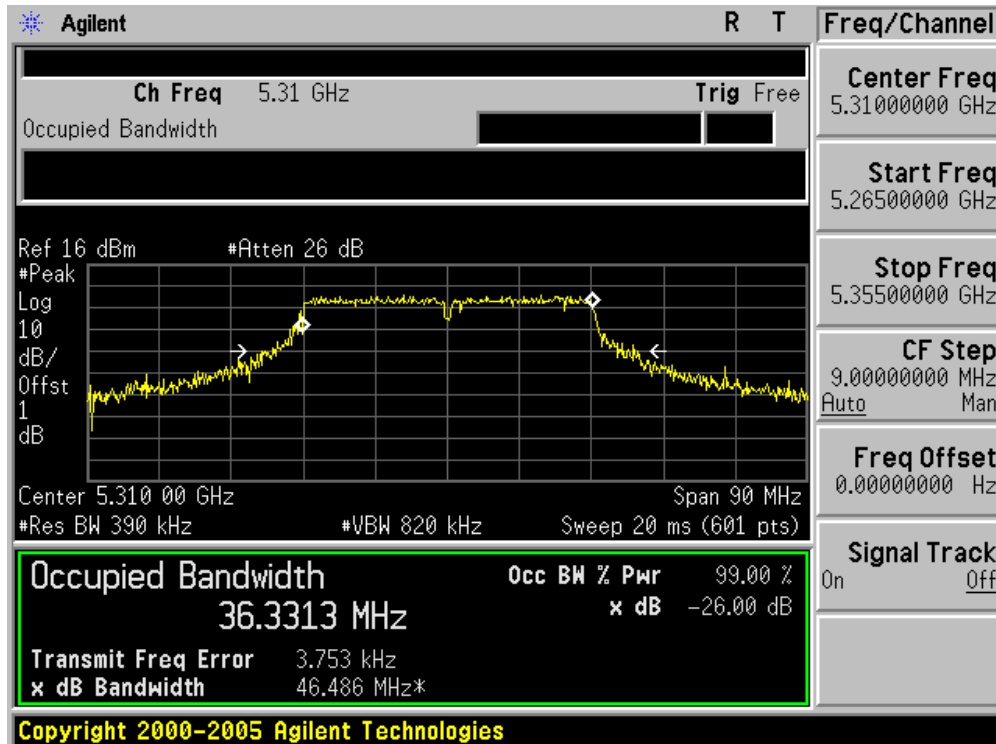 Agilent R T
Freq/Channel
Ch Freq 5.31 GHz Trig Free
Occupied Bandwidth
Center Freq
5.31000000 GHz
Start Freq
5.26500000 GHz
Stop Freq
5.35500000 GHz
CF Step
9.00000000 MHz
Auto Man
Freq Offset
0.00000000 Hz
Signal Track
On Off
Ref 16 dBm #Atten 26 dB
#Peak
Log
10
dB/
Offst
1
dB
Center 5.310 00 GHz Span 90 MHz
#Res BW 390 kHz #VBW 820 kHz Sweep 20 ms (601 pts)
Occupied Bandwidth Occ BW % Pwr 99.00 %
36.3313 MHz x dB -26.00 dB
Transmit Freq Error 3.753 kHz
x dB Bandwidth 46.486 MHz*
Copyright 2000-2005 Agilent Technologies